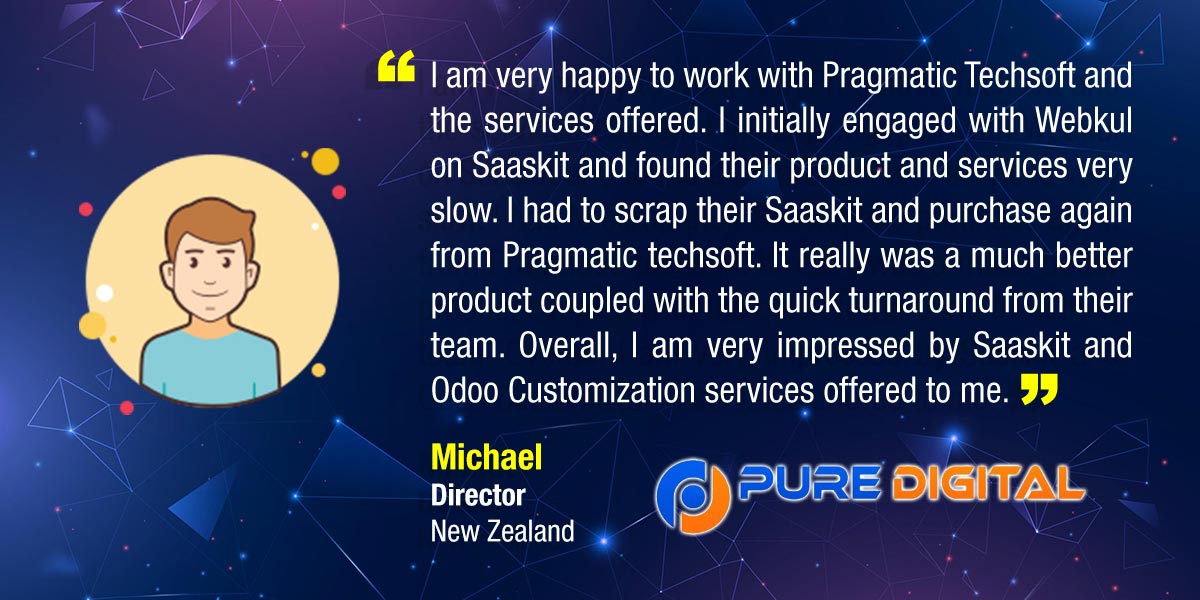 ❝ I am very happy to work with Pragmatic Techsoft and
the services offered. I initially engaged with Webkul
on Saaskit and found their product and services very
slow. I had to scrap their Saaskit and purchase again
from Pragmatic techsoft. It really was a much better
product coupled with the quick turnaround from their
team. Overall, I am very impressed by Saaskit and
Odoo Customization services offered to me. ❞
Michael
Director
New Zealand
PURE DIGITAL